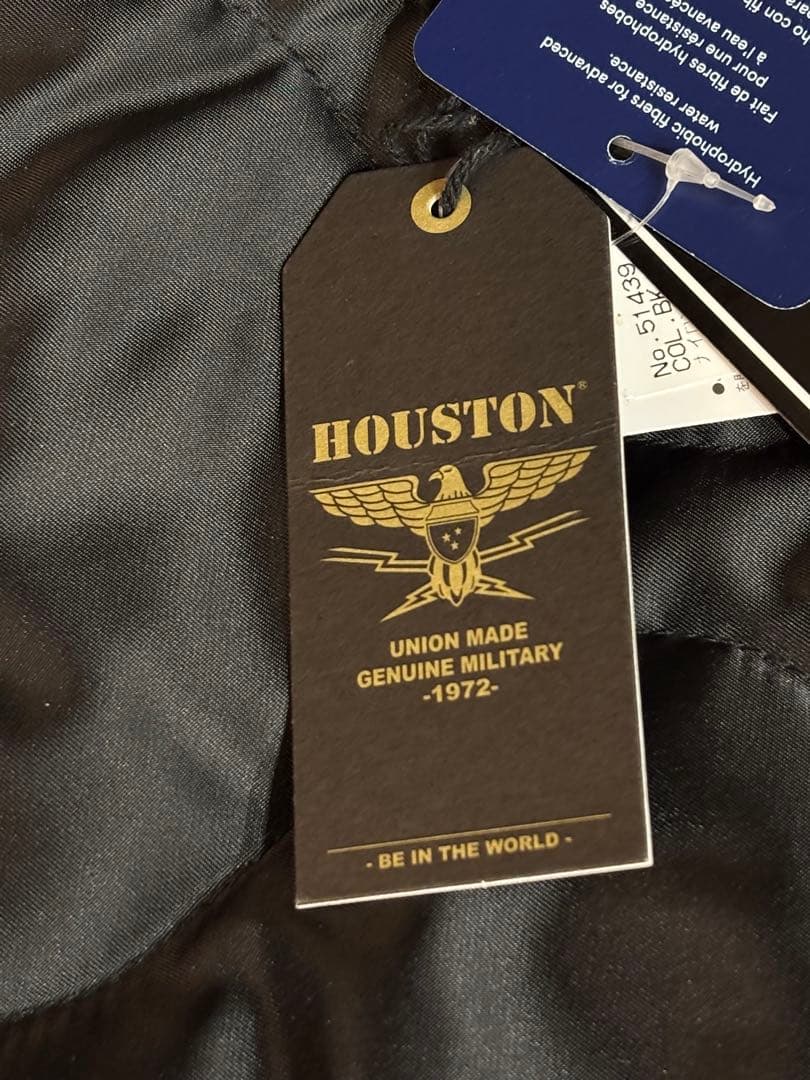 HOUSTON®
UNION MADE
GENUINE MILITARY
-1972-
- BE IN THE WORLD -
Hydrophobic fibers for advanced
water resistance.
Fait de fibres hydrophobes
pour une résistance
à l'eau avancée
No. 51439
COL. BK